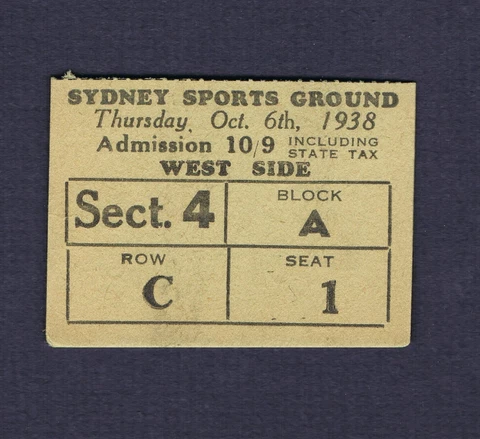 SYDNEY SPORTS GROUND
Thursday, Oct. 6th, 1938
Admission 10/9 INCLUDING STATE TAX
WEST SIDE
Sect. 4
BLOCK
A
ROW
C
SEAT
1